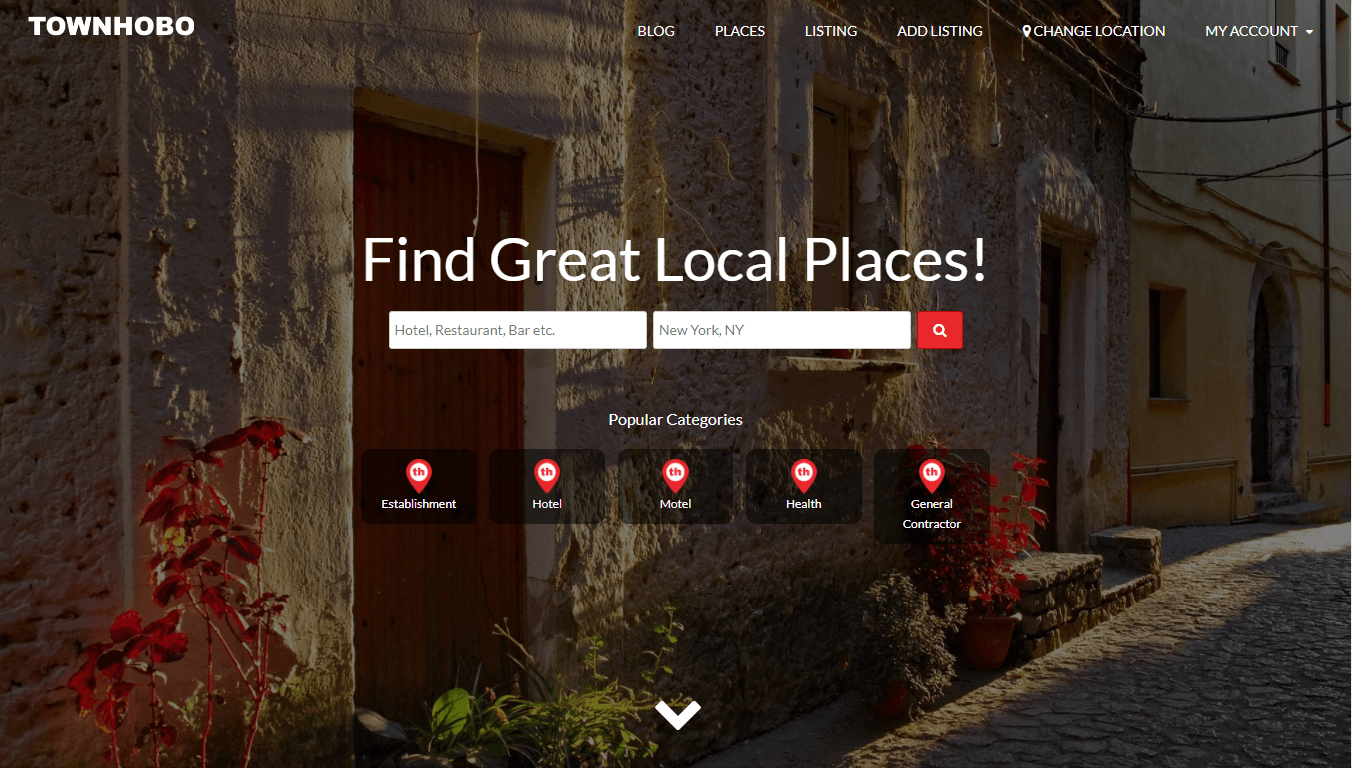 TOWNHOBO
BLOG PLACES LISTING ADD LISTING CHANGE LOCATION MY ACCOUNT
Find Great Local Places!
Hotel, Restaurant, Bar etc. New York, NY
Popular Categories
th th th th th
Establishment Hotel Motel Health General
Contractor